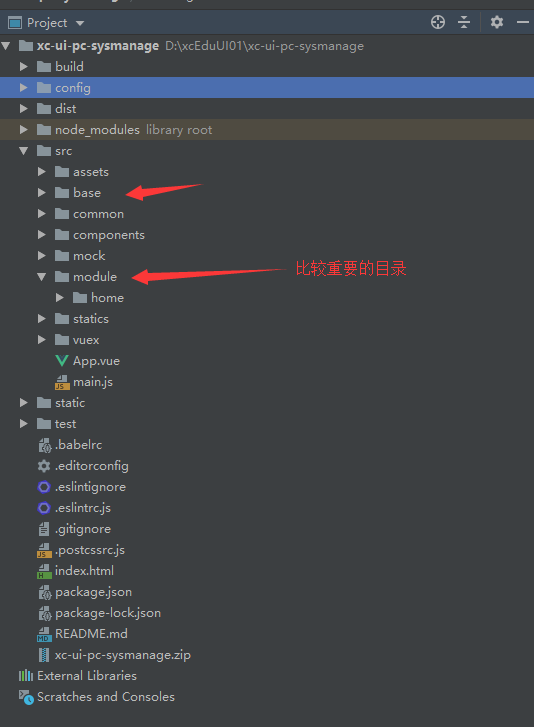 Project
xc-ui-pc-sysmanage D:\xcEduUI01\xc-ui-pc-sysmanage
build
config
dist
node_modules library root
src
assets
base
common
components
mock
module
比较重要的目录
home
statics
vuex
App.vue
main.js
static
test
.babelrc
.editorconfig
.eslintignore
.eslintrc.js
.gitignore
.postcssrc.js
index.html
package.json
package-lock.json
README.md
xc-ui-pc-sysmanage.zip
External Libraries
Scratches and Consoles